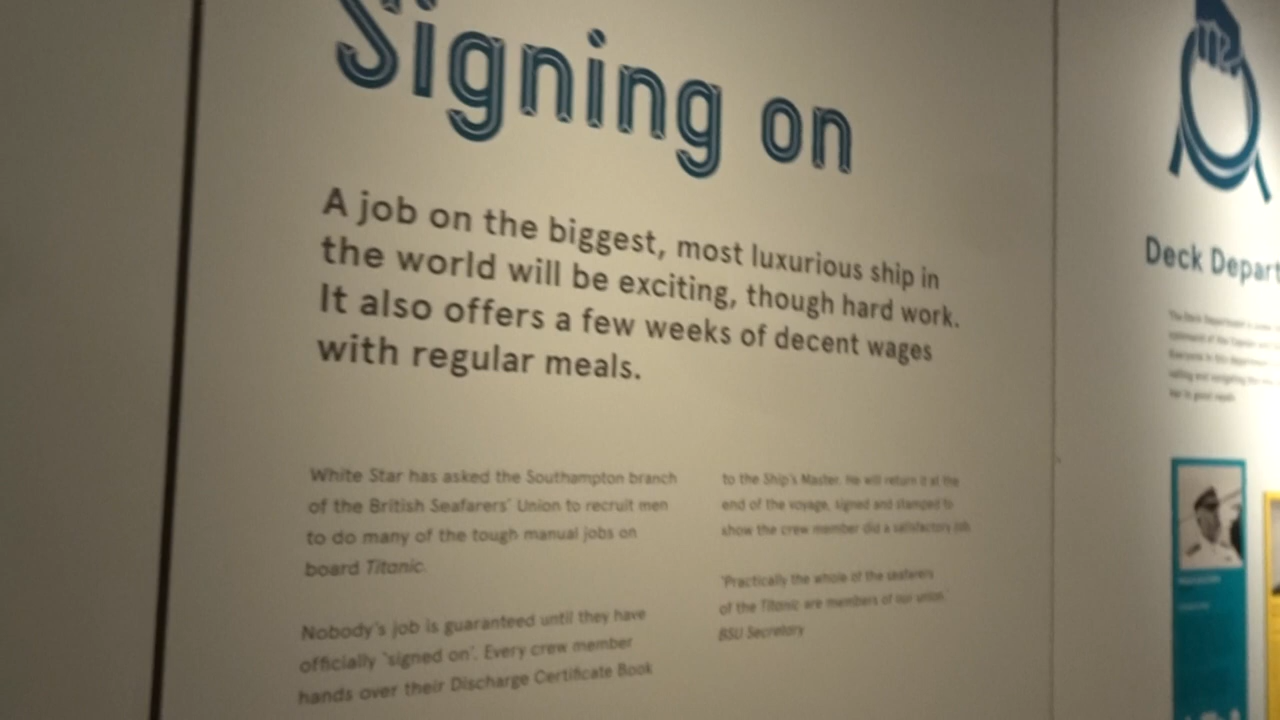 Signing on
A job on the biggest, most luxurious ship in
the world will be exciting, though hard work.
It also offers a few weeks of decent wages
with regular meals.
White Star has asked the Southampton branch
of the British Seafarers' Union to recruit men
to do many of the tough manual jobs on
board Titanic.
Nobody's job is guaranteed until they have
officially 'signed on'. Every crew member
hands over their Discharge Certificate Book
to the Ship's Master. He will return it at the
end of the voyage, signed and stamped to
show the crew member did a satisfactory job.
'Practically the whole of the seafarers
of the Titanic are members of our union.'
BSU Secretary
Deck Depart